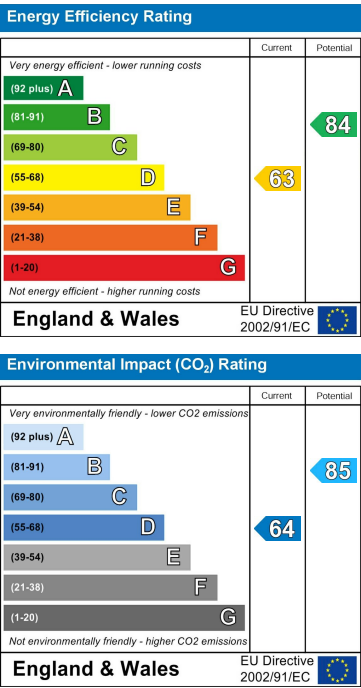 Energy Efficiency Rating
Current Potential
Very energy efficient - lower running costs
(92 plus) A
(81-91) B
84
(69-80) C
(55-68) D
63
(39-54) E
(21-38) F
(1-20) G
Not energy efficient - higher running costs
England & Wales
EU Directive
2002/91/EC
Environmental Impact (CO2) Rating
Current Potential
Very environmentally friendly - lower CO2 emissions
(92 plus) A
(81-91) B
85
(69-80) C
(55-68) D
64
(39-54) E
(21-38) F
(1-20) G
Not environmentally friendly - higher CO2 emissions
England & Wales
EU Directive
2002/91/EC